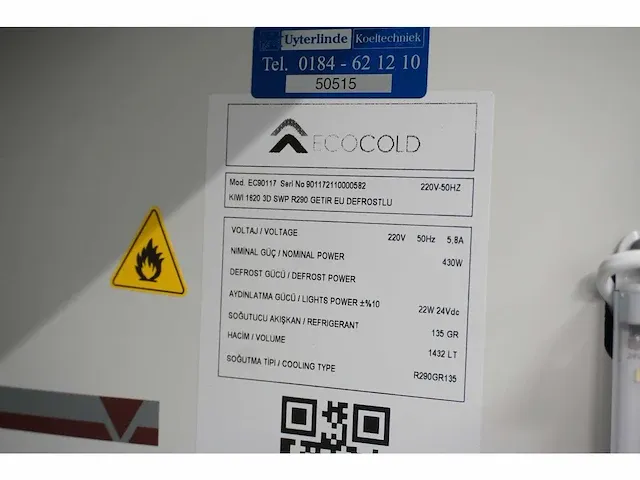 Uyterlinde Koeltechniek
Tel. 0184 - 62 12 10
50515
ECOCOLD
Mod. EC90117 Seri No 901172110000582 220V-50HZ
KIWI 1820 3D SWP R290 GETIR EU DEFROSTLU
VOLTAJ / VOLTAGE 220V 50Hz 5,8A
NIMINAL GÜÇ / NOMINAL POWER 430W
DEFROST GÜCÜ / DEFROST POWER
AYDINLATMA GÜCÜ / LIGHTS POWER ±%10 22W 24Vdc
SOĞUTUCU AKIŞKAN / REFRIGERANT 135 GR
HACİM / VOLUME 1432 LT
SOĞUTMA TİPİ / COOLING TYPE R290GR135